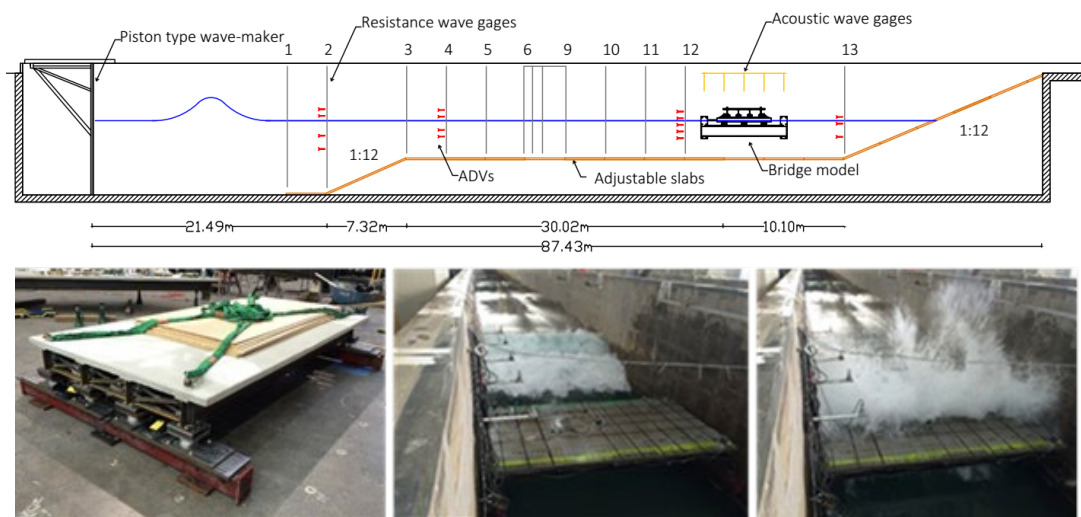 Piston type wave-maker
Resistance wave gages
Acoustic wave gages
1 2 3 4 5 6 9 10 11 12 13
1:12
ADVs
Adjustable slabs
Bridge model
1:12
21.49m 7.32m 30.02m 10.10m
87.43m